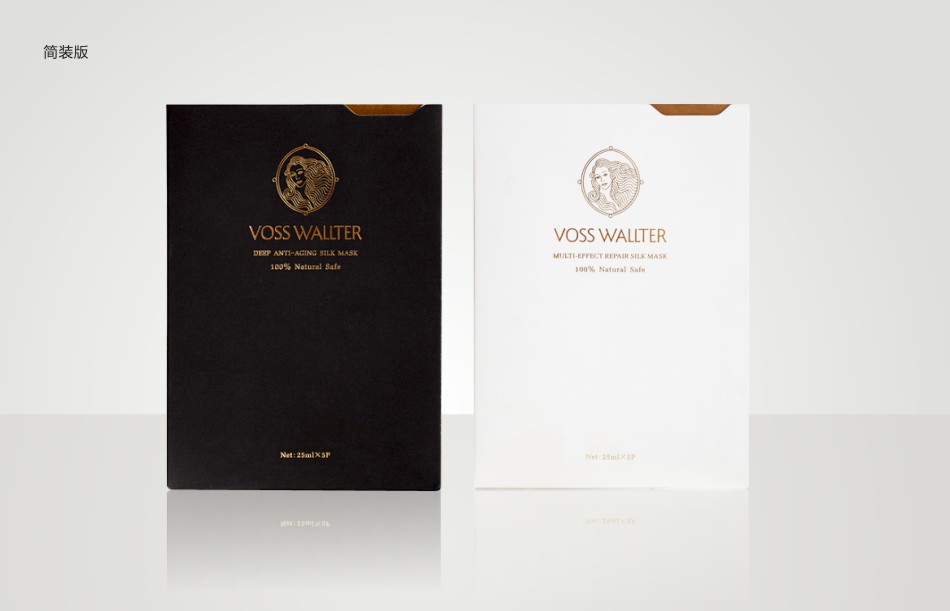 简装版
VOSS WALLTER
DEEP ANTI-AGING SILK MASK
100% Natural Safe
Net:25ml×5P
VOSS WALLTER
MULTI-EFFECT REPAIR SILK MASK
100% Natural Safe
Net:25ml×5P